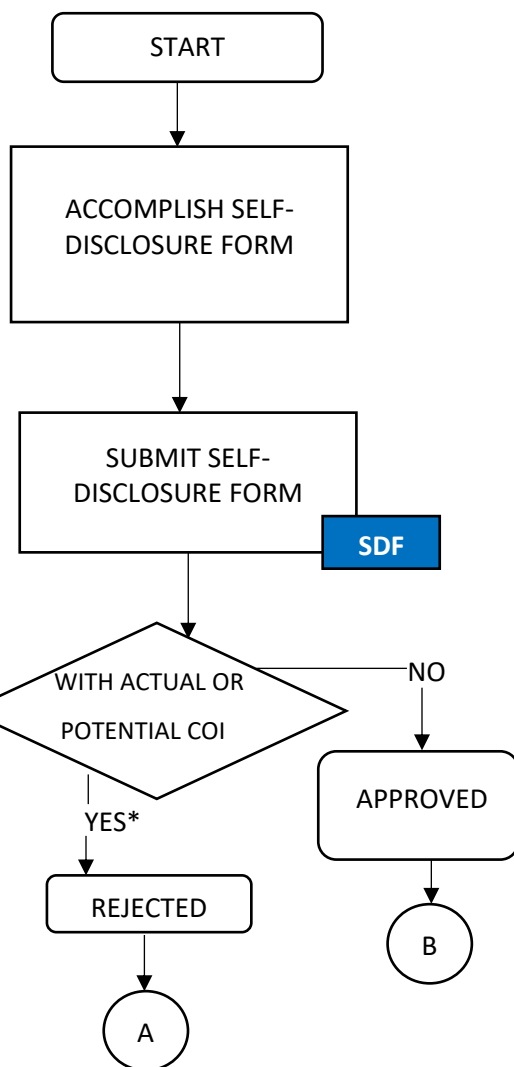 START
ACCOMPLISH SELF-
DISCLOSURE FORM
SUBMIT SELF-
DISCLOSURE FORM
SDF
WITH ACTUAL OR
POTENTIAL COI
NO
APPROVED
YES*
REJECTED
B
A